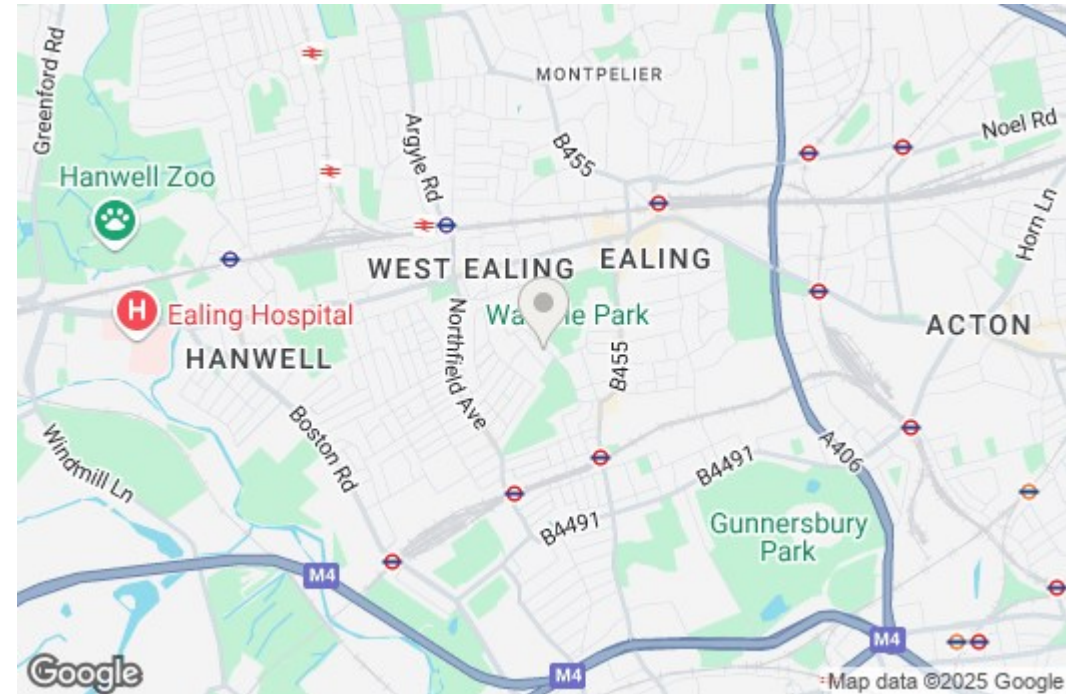 Greenford Rd
MONTPELIER
Argyle Rd
B455
Noel Rd
Hanwell Zoo
Horn Ln
WEST EALING
EALING
H
Ealing Hospital
Park
ACTON
HANWELL
Northfield Ave
B455
Boston Rd
Windmill Ln
A406
B4491
B4491
Gunnersbury
Park
M4
M4
M4
Google
Map data ©2025 Google